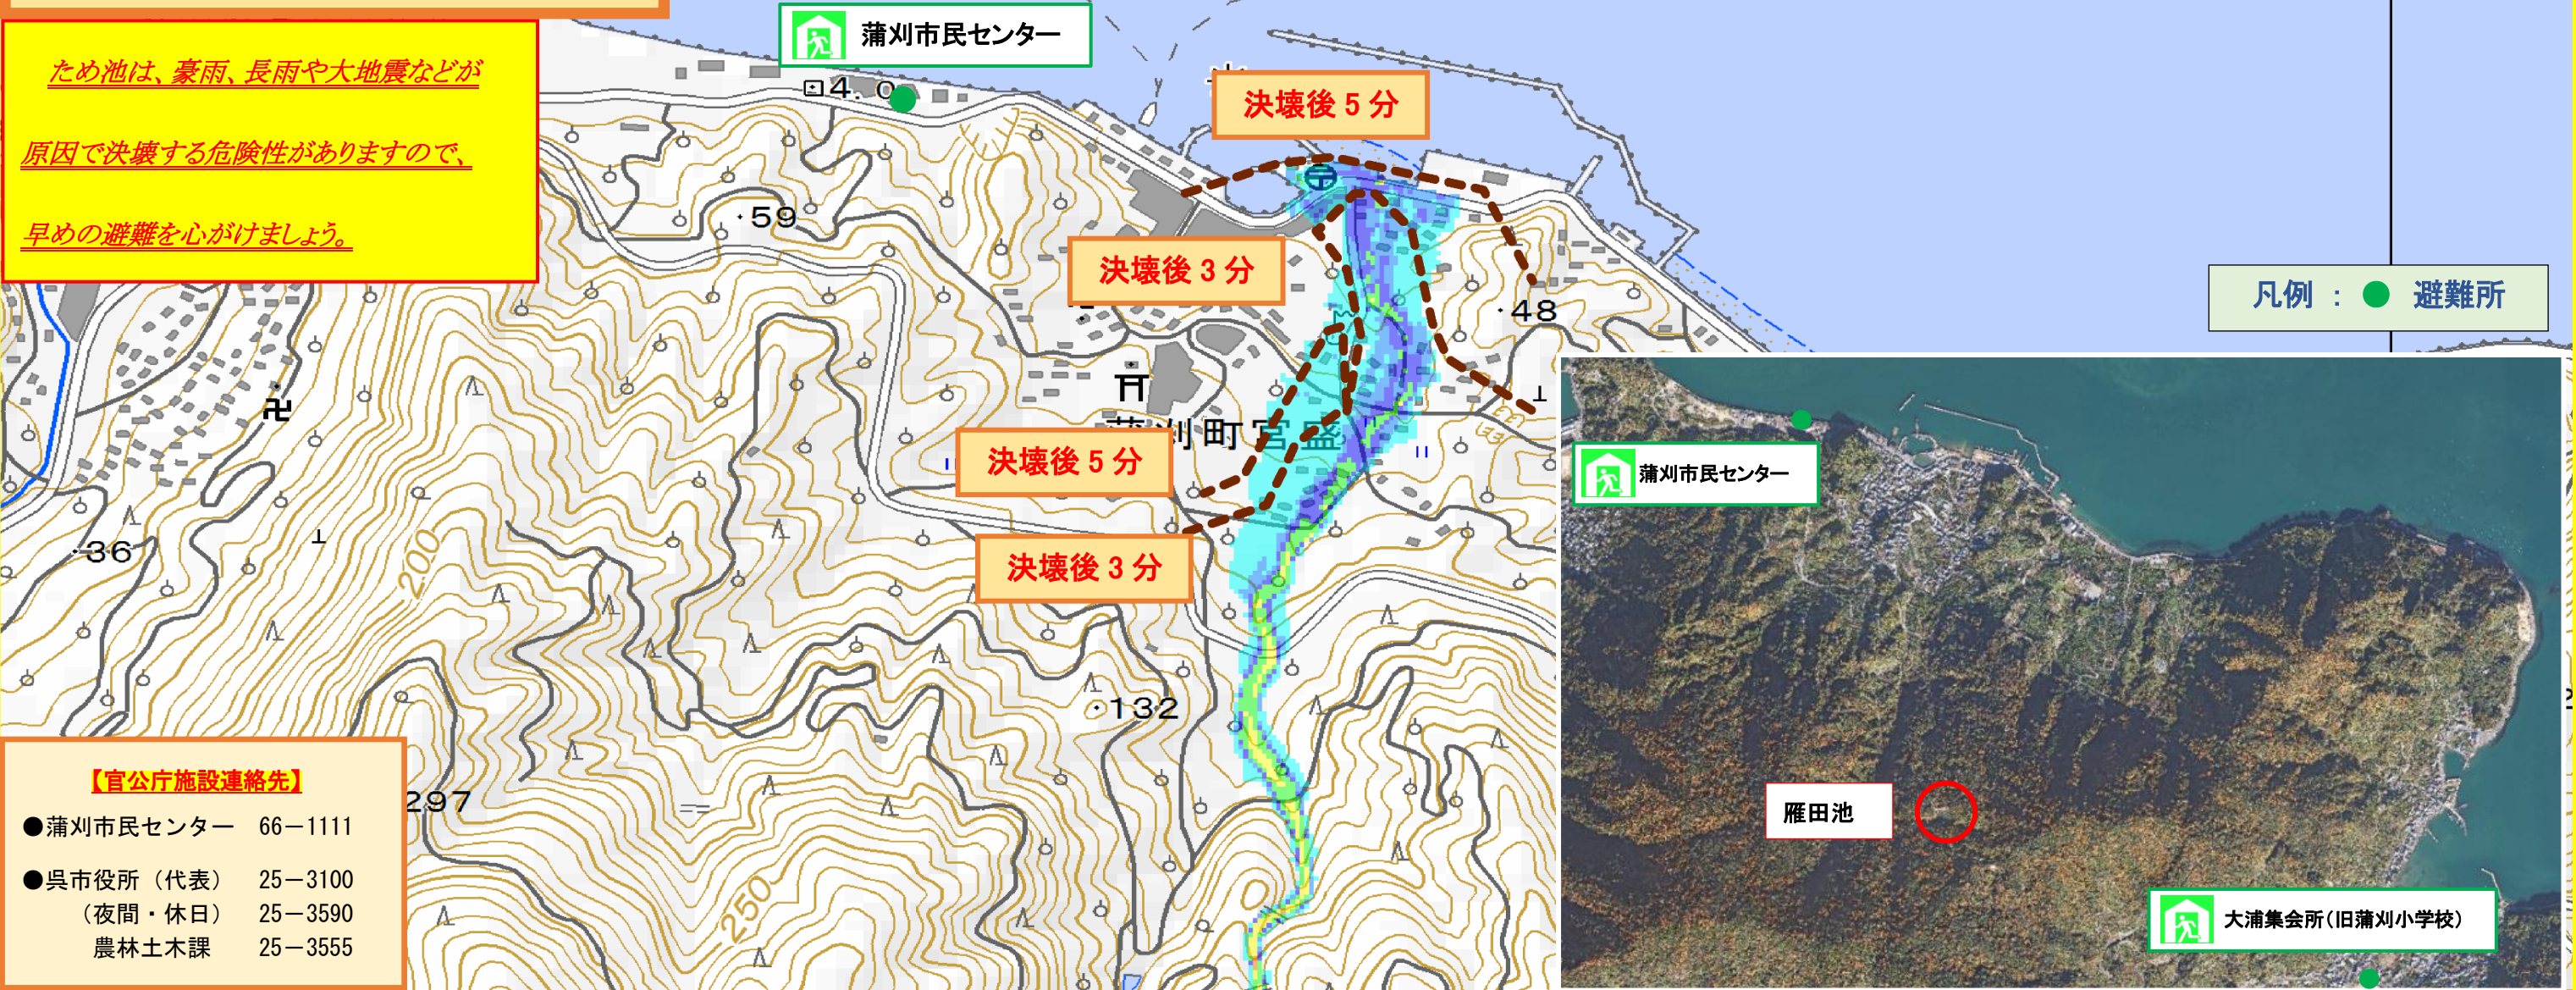 ため池は、豪雨、長雨や大地震などが
原因で決壊する危険性がありますので、
早めの避難を心がけましょう。
蒲刈市民センター
4.0
決壊後5分
59
決壊後3分
48
凡例 : ● 避難所
蒲刈町宮盛
決壊後5分
決壊後3分
36
200
132
297
250
【官公庁施設連絡先】
●蒲刈市民センター 66-1111
●呉市役所（代表） 25-3100
（夜間・休日） 25-3590
農林土木課 25-3555
蒲刈市民センター
雁田池
大浦集会所(旧蒲刈小学校)